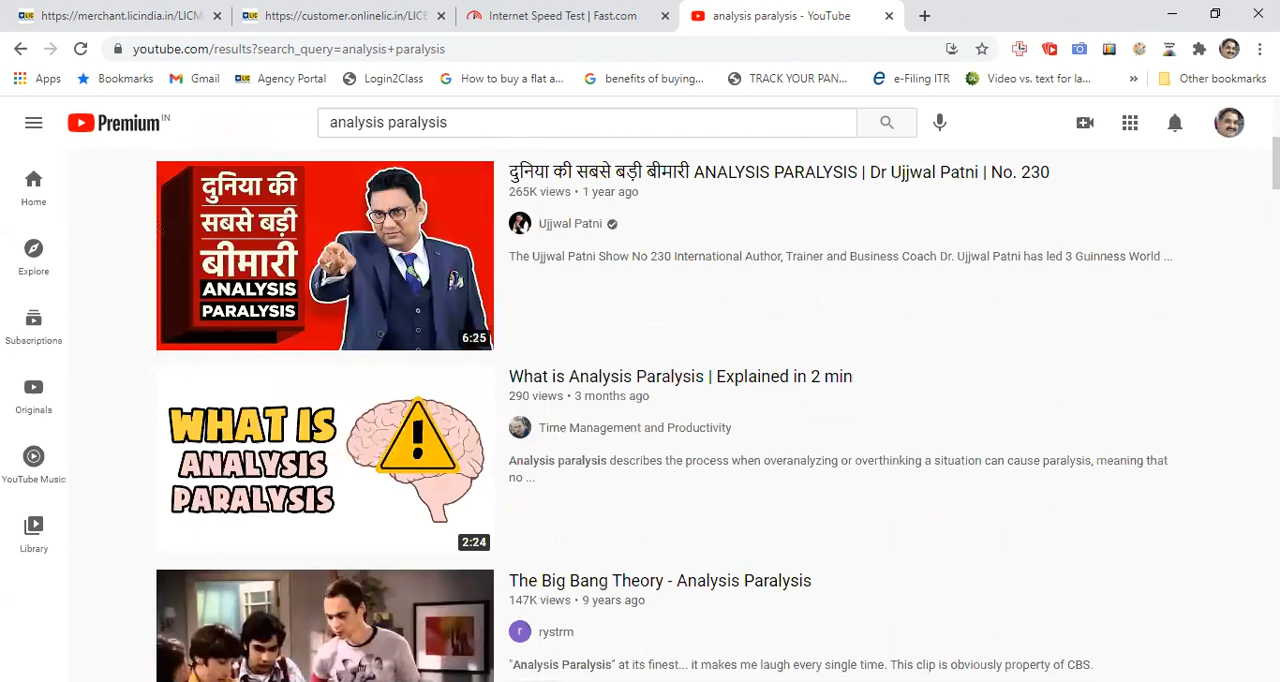 https://merchant.licindia.in/LICM
https://customer.onlinelic.in/LICE
Internet Speed Test | Fast.com
analysis paralysis - YouTube
youtube.com/results?search_query=analysis+paralysis
Apps
Bookmarks
Gmail
Agency Portal
Login2Class
How to buy a flat a...
benefits of buying...
TRACK YOUR PAN...
e-Filing ITR
Video vs. text for la...
»
Other bookmarks
Premium IN
analysis paralysis
Home
Explore
Subscriptions
Originals
YouTube Music
Library
दुनिया की
सबसे बड़ी
बीमारी
ANALYSIS
PARALYSIS
6:25
दुनिया की सबसे बड़ी बीमारी ANALYSIS PARALYSIS | Dr Ujjwal Patni | No. 230
265K views • 1 year ago
Ujjwal Patni
The Ujjwal Patni Show No 230 International Author, Trainer and Business Coach Dr. Ujjwal Patni has led 3 Guinness World ...
WHAT IS
ANALYSIS
PARALYSIS
!
2:24
What is Analysis Paralysis | Explained in 2 min
290 views • 3 months ago
Time Management and Productivity
Analysis paralysis describes the process when overanalyzing or overthinking a situation can cause paralysis, meaning that
no ...
The Big Bang Theory - Analysis Paralysis
147K views • 9 years ago
r
rystrm
"Analysis Paralysis" at its finest... it makes me laugh every single time. This clip is obviously property of CBS.